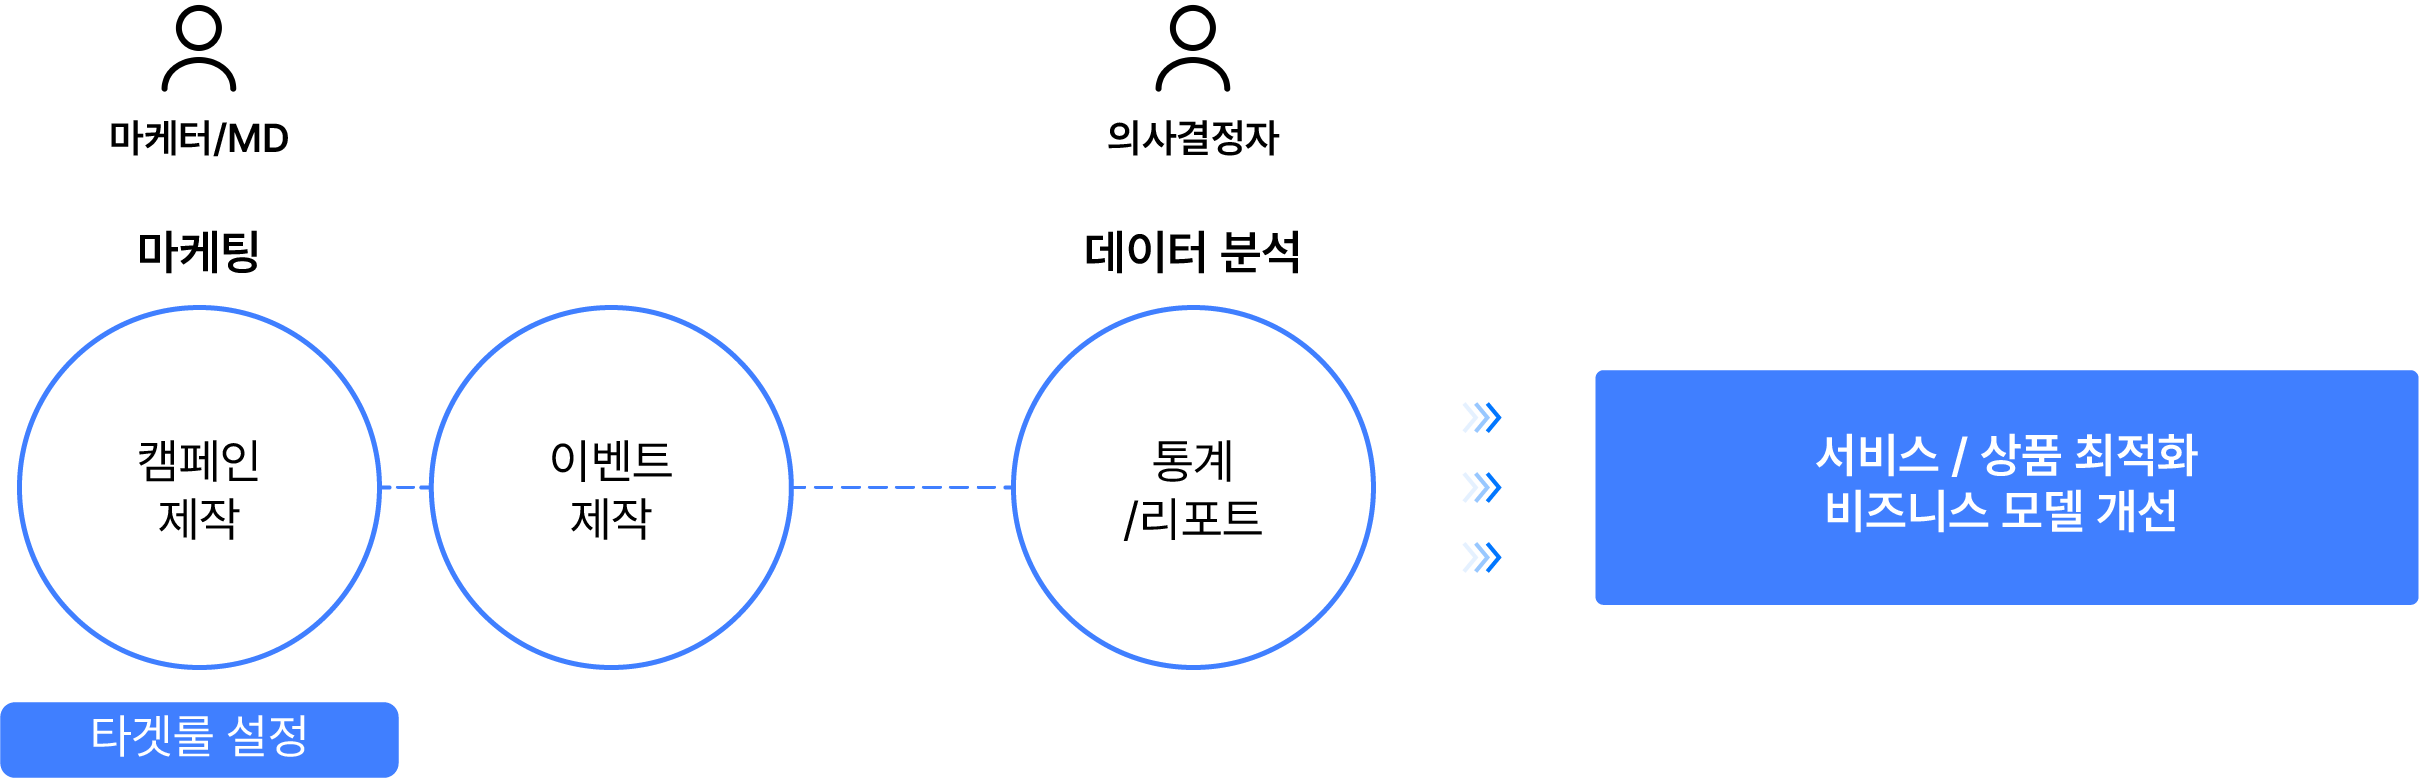 마케터/MD
의사결정자
마케팅
데이터 분석
캠페인
제작
이벤트
제작
통계
/리포트
서비스 / 상품 최적화
비즈니스 모델 개선
타겟룰 설정